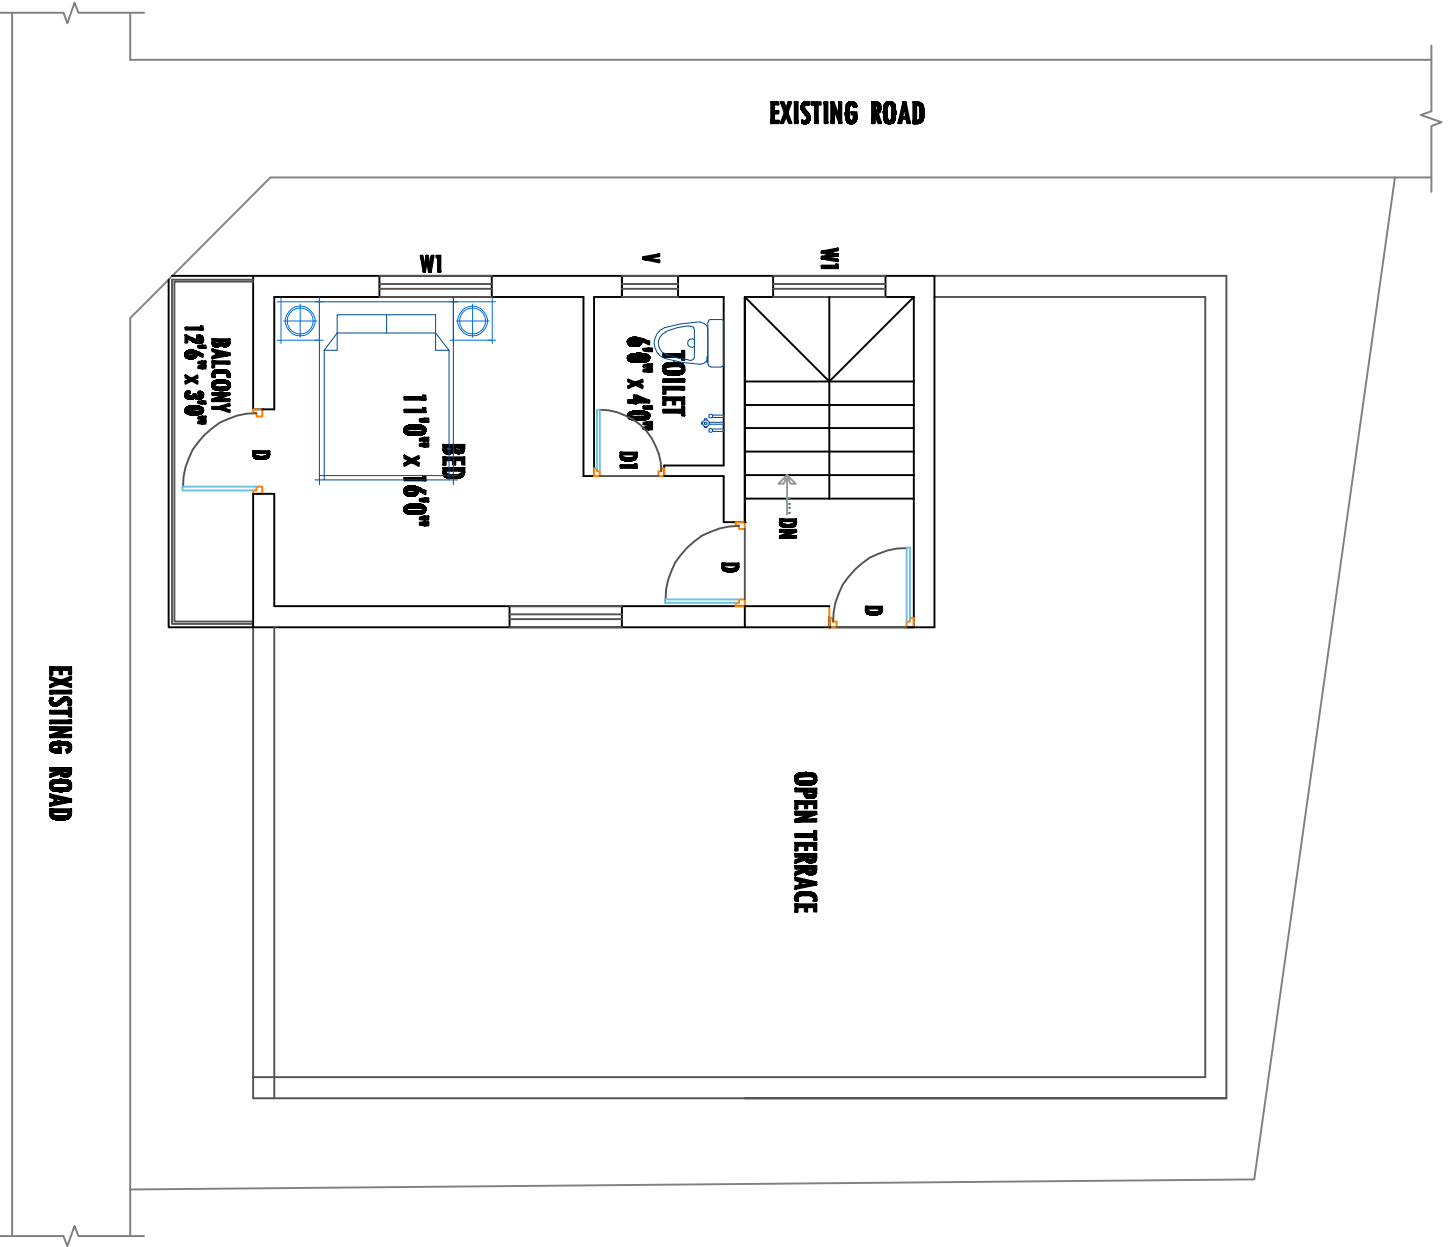 EXISTING ROAD
W1
V
W1
BALCONY
12'6" x 3'0"
TOILET
6'0" X 4'0"
BED
11'0" X 16'0"
D
D1
DN
D
D
EXISTING ROAD
OPEN TERRACE